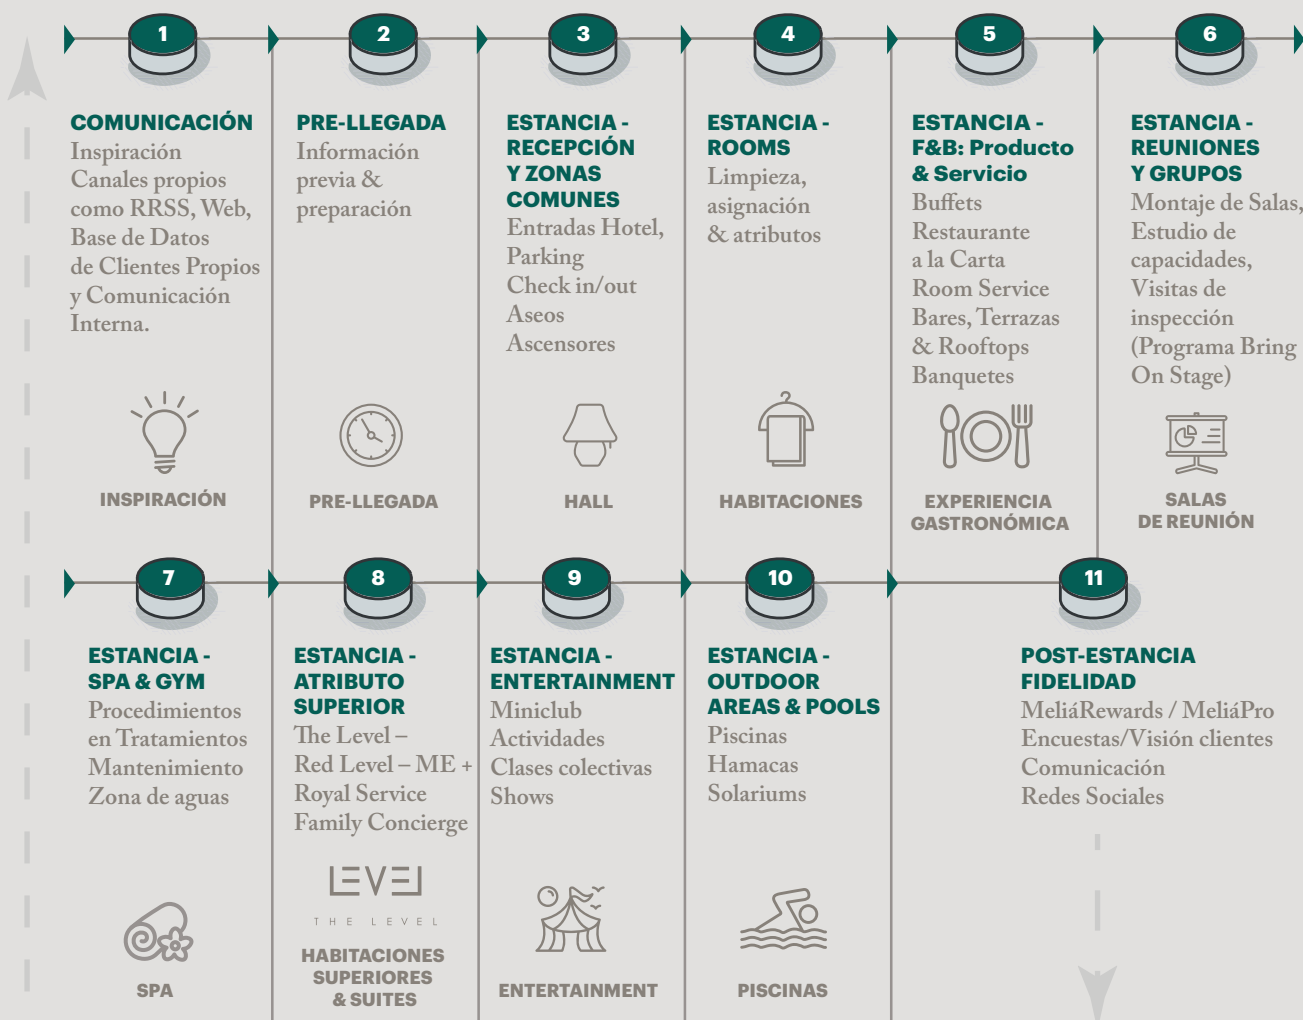 1
COMUNICACIÓN
Inspiración
Canales propios
como RRSS, Web,
Base de Datos
de Clientes Propios
y Comunicación
Interna.
INSPIRACIÓN
2
PRE-LLEGADA
Información
previa &
preparación
PRE-LLEGADA
3
ESTANCIA -
RECEPCIÓN
Y ZONAS
COMUNES
Entradas Hotel,
Parking
Check in/out
Aseos
Ascensores
HALL
4
ESTANCIA -
ROOMS
Limpieza,
asignación
& atributos
HABITACIONES
5
ESTANCIA -
F&B: Producto
& Servicio
Buffets
Restaurante
a la Carta
Room Service
Bares, Terrazas
& Rooftops
Banquetes
EXPERIENCIA
GASTRONÓMICA
6
ESTANCIA -
REUNIONES
Y GRUPOS
Montaje de Salas,
Estudio de
capacidades,
Visitas de
inspección
(Programa Bring
On Stage)
SALAS
DE REUNIÓN
7
ESTANCIA -
SPA & GYM
Procedimientos
en Tratamientos
Mantenimiento
Zona de aguas
SPA
8
ESTANCIA -
ATRIBUTO
SUPERIOR
The Level –
Red Level – ME +
Royal Service
Family Concierge
LEVEL
THE LEVEL
HABITACIONES
SUPERIORES
& SUITES
9
ESTANCIA -
ENTERTAINMENT
Miniclub
Actividades
Clases colectivas
Shows
ENTERTAINMENT
10
ESTANCIA -
OUTDOOR
AREAS & POOLS
Piscinas
Hamacas
Solariums
PISCINAS
11
POST-ESTANCIA
FIDELIDAD
MeliáRewards / MeliáPro
Encuestas/Visión clientes
Comunicación
Redes Sociales